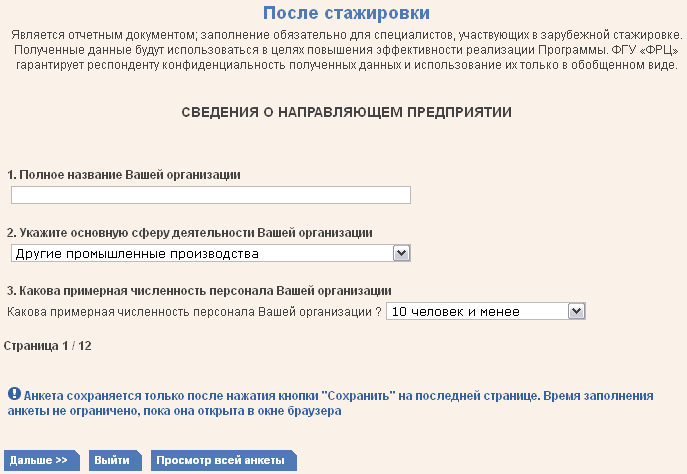 После стажировки
Является отчетным документом; заполнение обязательно для специалистов, участвующих в зарубежной стажировке.
Полученные данные будут использоваться в целях повышения эффективности реализации Программы. ФГУ «ФРЦ»
гарантирует респонденту конфиденциальность полученных данных и использование их только в обобщенном виде.
СВЕДЕНИЯ О НАПРАВЛЯЮЩЕМ ПРЕДПРИЯТИИ
1. Полное название Вашей организации
2. Укажите основную сферу деятельности Вашей организации
Другие промышленные производства
3. Какова примерная численность персонала Вашей организации
Какова примерная численность персонала Вашей организации ? 10 человек и менее
Страница 1 / 12
Анкета сохраняется только после нажатия кнопки "Сохранить" на последней странице. Время заполнения
анкеты не ограничено, пока она открыта в окне браузера
Дальше >> Выйти Просмотр всей анкеты